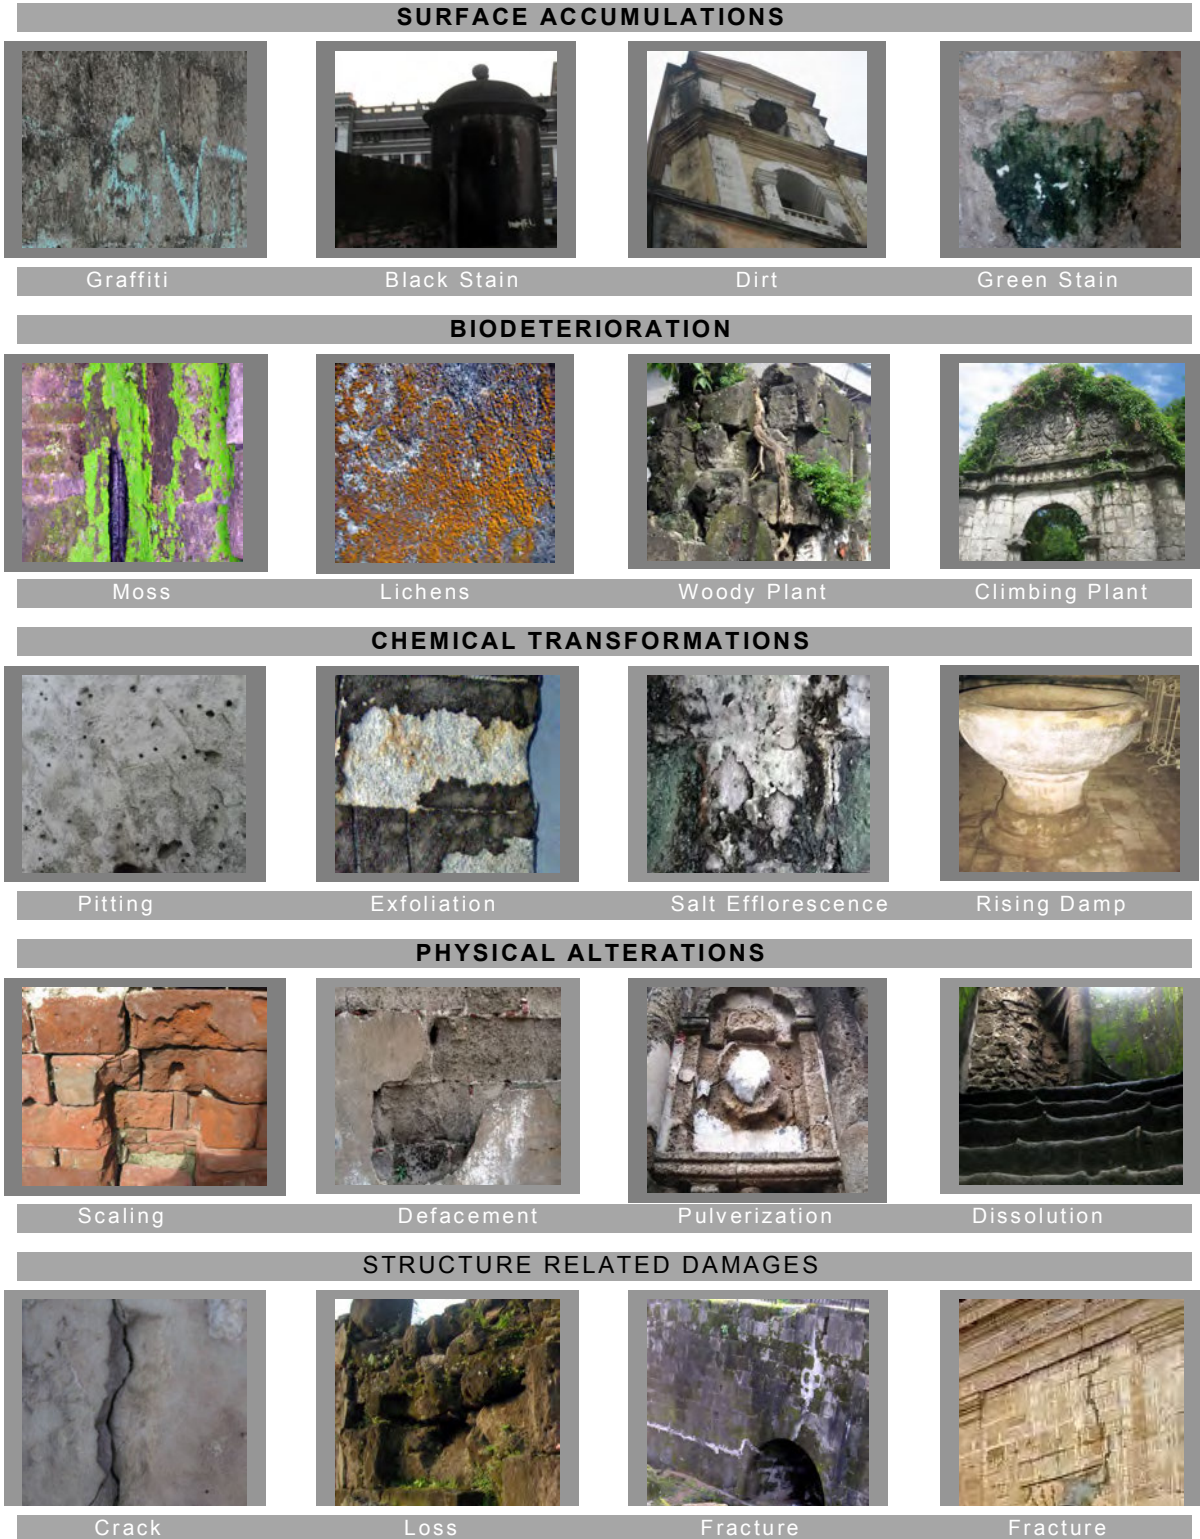 SURFACE ACCUMULATIONS
Graffiti Black Stain Dirt Green Stain
BIODETERIORATION
Moss Lichens Woody Plant Climbing Plant
CHEMICAL TRANSFORMATIONS
Pitting Exfoliation Salt Efflorescence Rising Damp
PHYSICAL ALTERATIONS
Scaling Defacement Pulverization Dissolution
STRUCTURE RELATED DAMAGES
Crack Loss Fracture Fracture